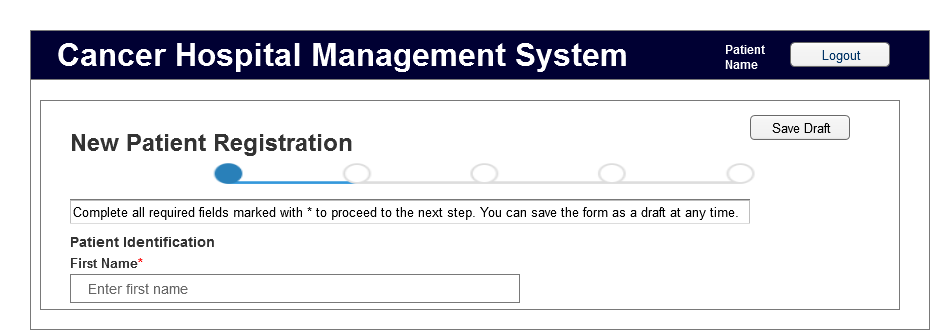 Cancer Hospital Management System
Patient
Name
Logout
Save Draft
New Patient Registration
Complete all required fields marked with * to proceed to the next step. You can save the form as a draft at any time.
Patient Identification
First Name*
Enter first name